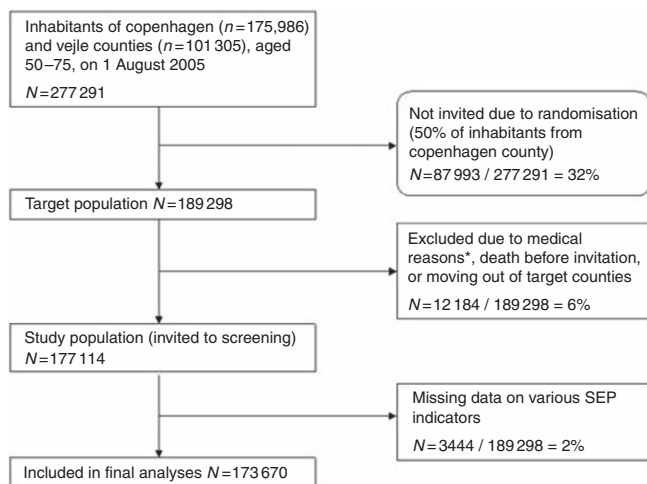 Inhabitants of copenhagen (n=175,986)
and vejle counties (n=101 305), aged
50–75, on 1 August 2005
N=277 291
Not invited due to randomisation
(50% of inhabitants from
copenhagen county)
N=87 993 / 277 291 = 32%
Target population N=189 298
Excluded due to medical
reasons*, death before invitation,
or moving out of target counties
N=12 184 / 189 298 = 6%
Study population (invited to screening)
N=177 114
Missing data on various SEP
indicators
N=3444 / 189 298 = 2%
Included in final analyses N=173 670